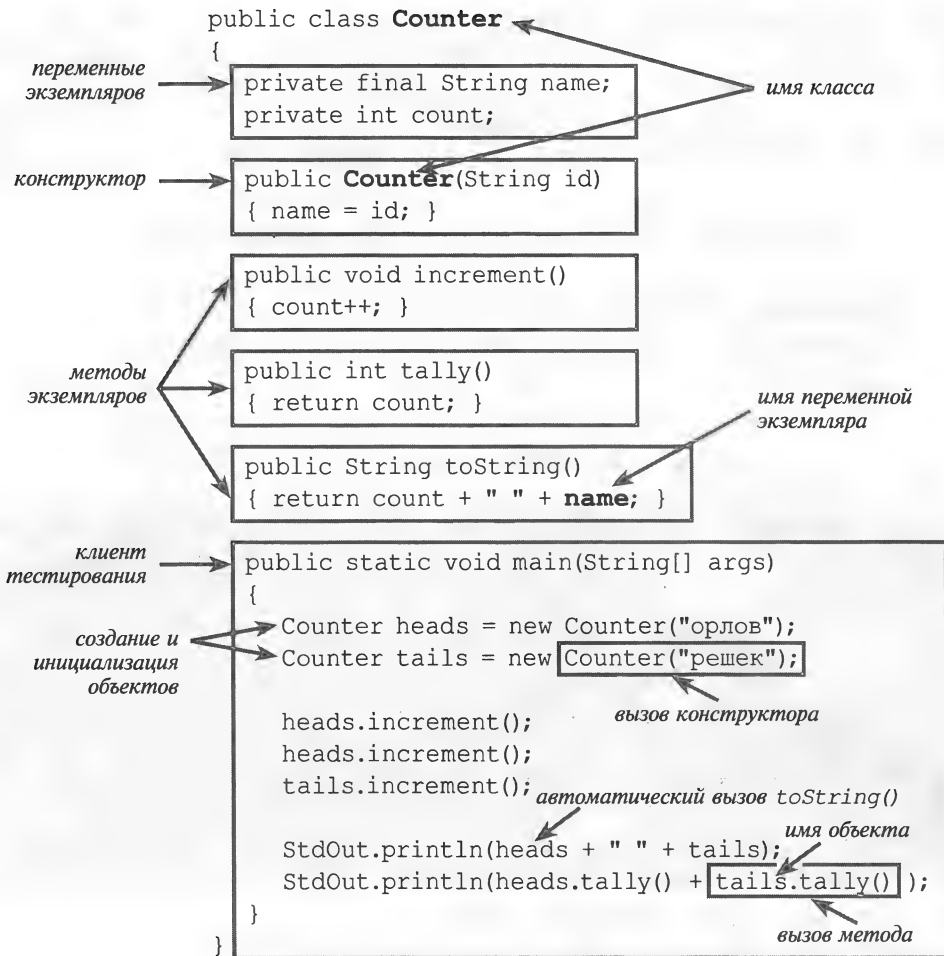 public class Counter
{
переменные
экземпляров
private final String name;
private int count;
имя класса
конструктор
public Counter(String id)
{ name = id; }
public void increment()
{ count++; }
методы
экземпляров
public int tally()
{ return count; }
имя переменной
экземпляра
public String toString()
{ return count + " " + name; }
клиент
тестирования
public static void main(String[] args)
{
создание и
инициализация
объектов
Counter heads = new Counter("орлов");
Counter tails = new Counter("решек");
вызов конструктора
heads.increment();
heads.increment();
tails.increment();
автоматический вызов toString()
имя объекта
StdOut.println(heads + " " + tails);
StdOut.println(heads.tally() + tails.tally() );
}
вызов метода
}